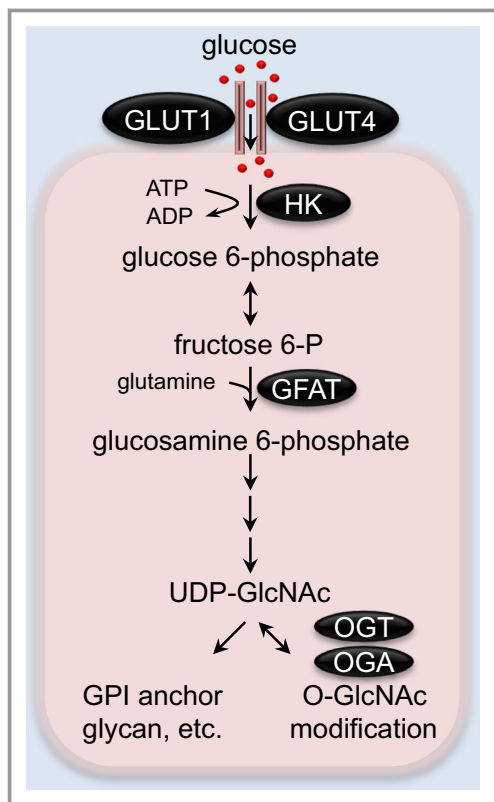 glucose
GLUT1
GLUT4
ATP
ADP
HK
glucose 6-phosphate
fructose 6-P
glutamine
GFAT
glucosamine 6-phosphate
UDP-GlcNAc
OGT
OGA
GPI anchor
glycan, etc.
O-GlcNAc
modification